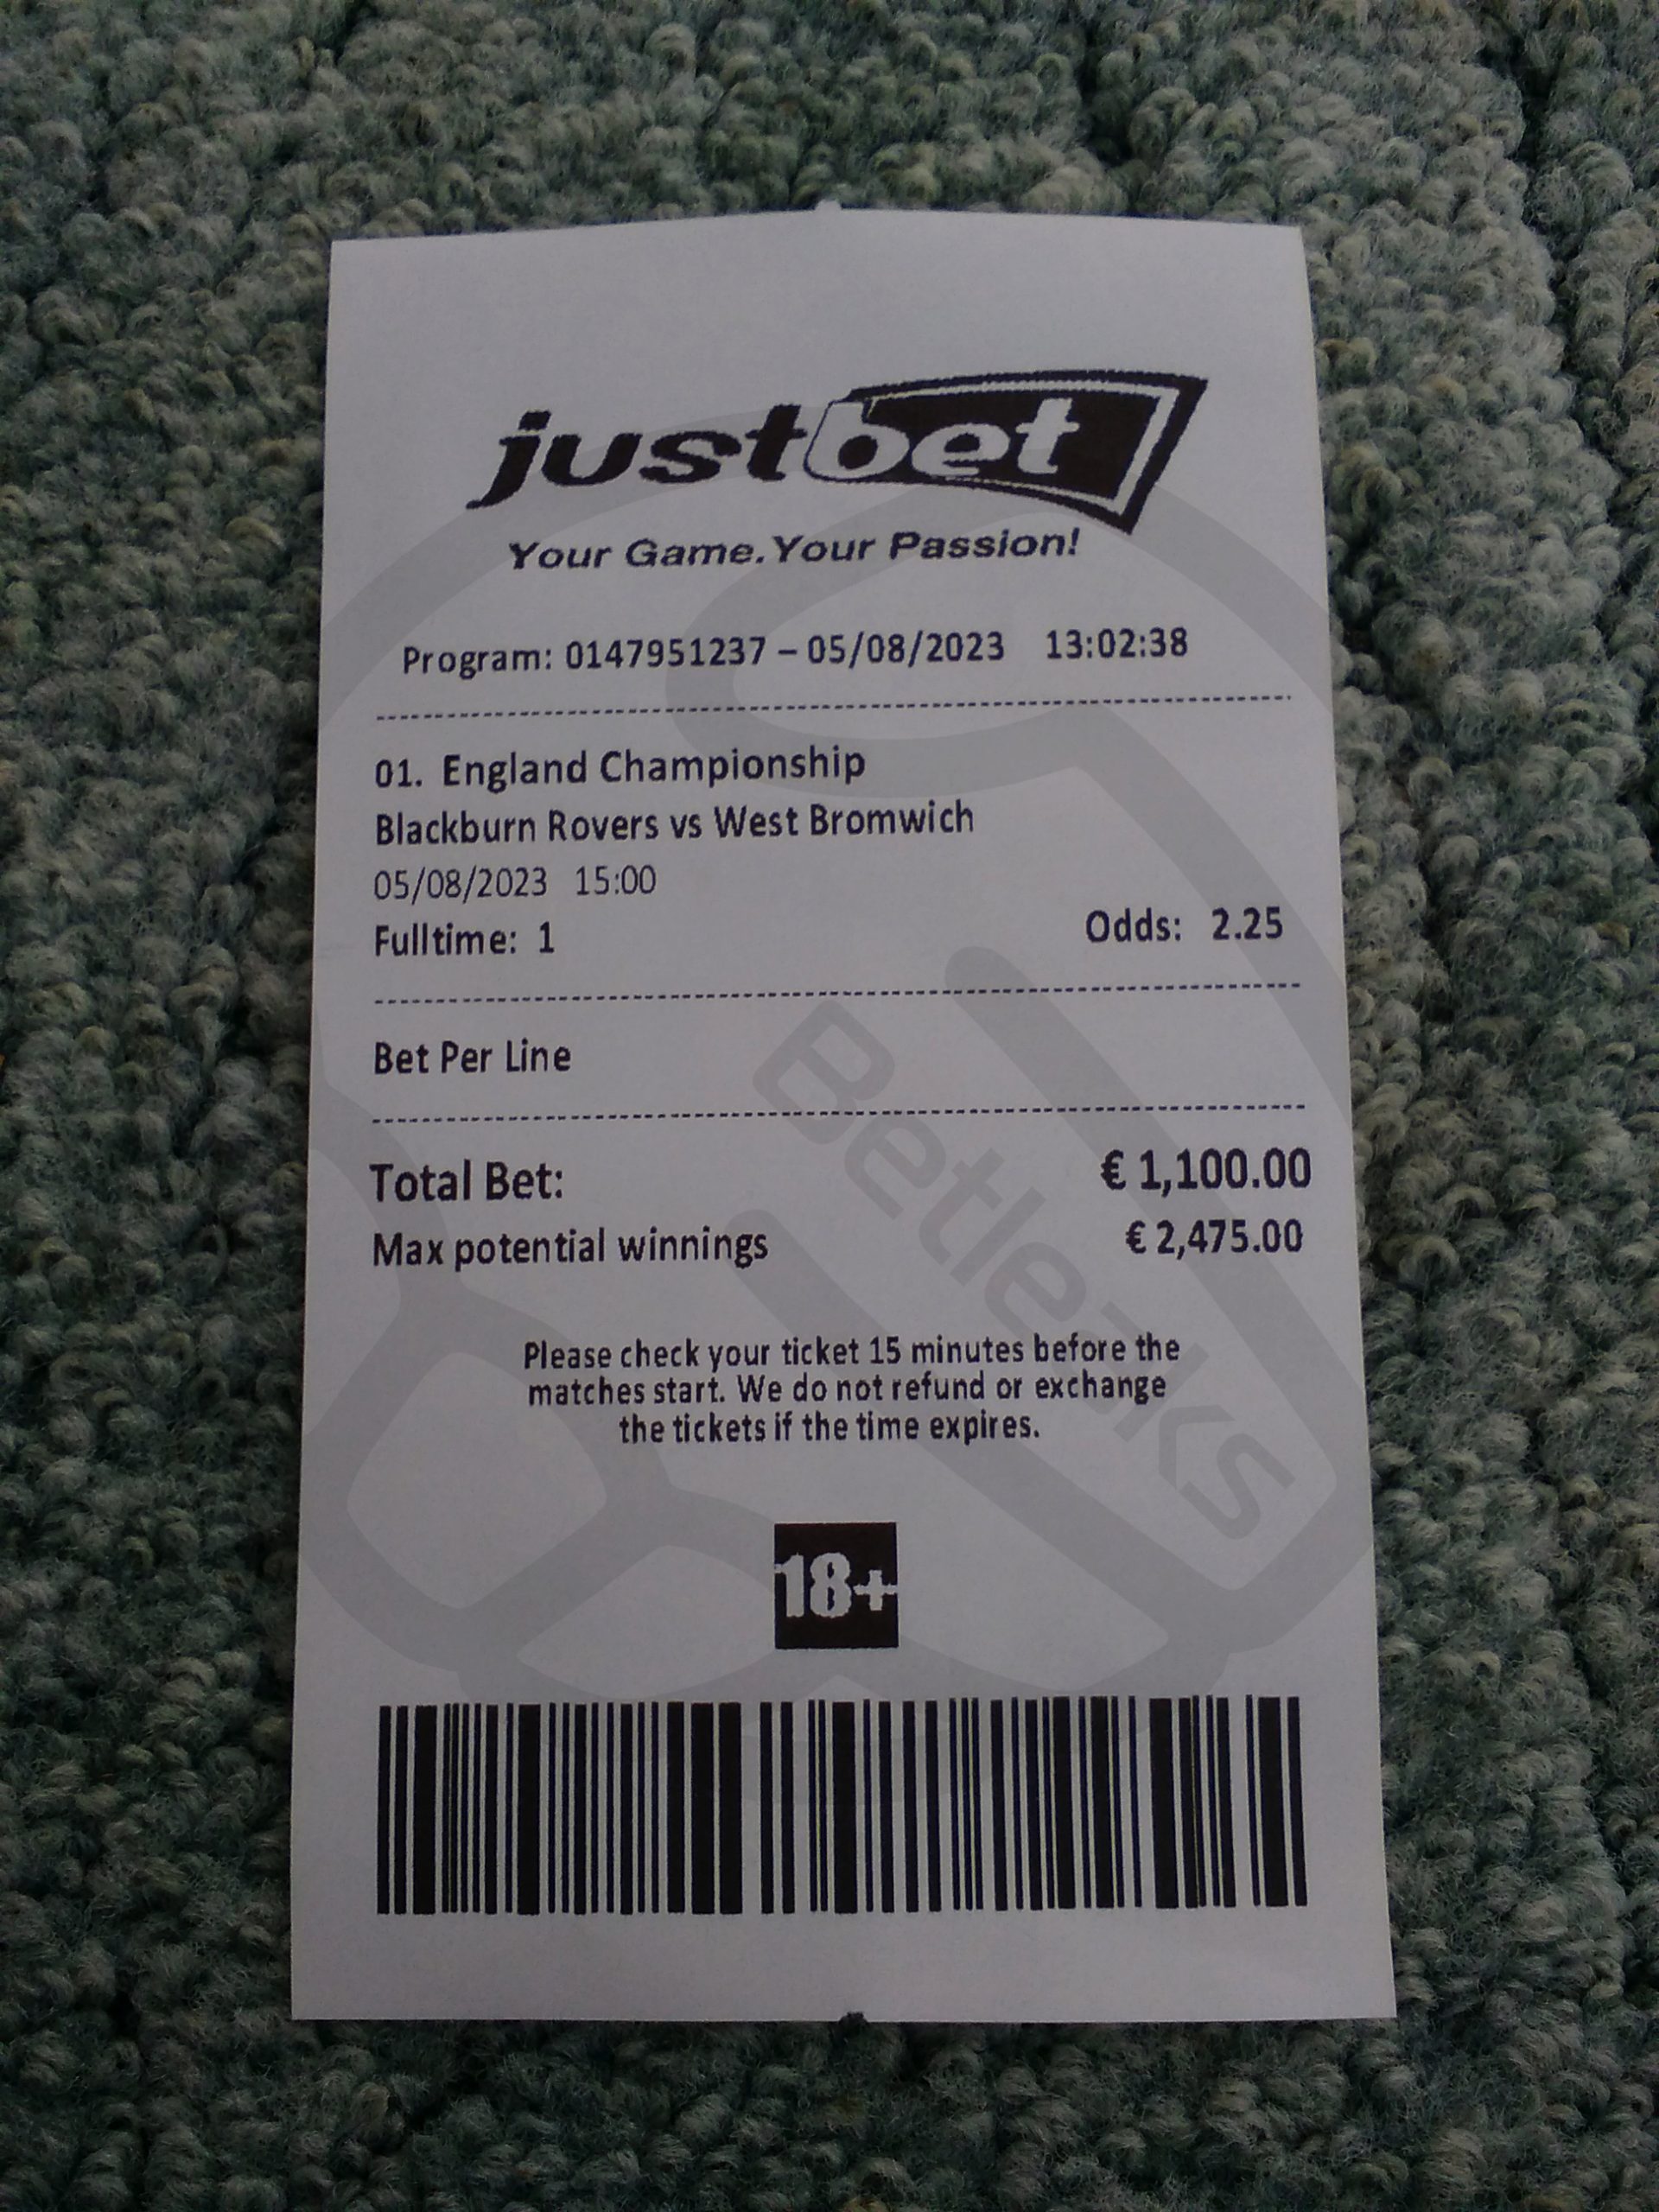 justbet
Your Game. Your Passion!
Program: 0147951237 – 05/08/2023 13:02:38
01. England Championship
Blackburn Rovers vs West Bromwich
05/08/2023 15:00
Fulltime: 1 Odds: 2.25
Bet Per Line
Total Bet: € 1,100.00
Max potential winnings € 2,475.00
Betleaks
Please check your ticket 15 minutes before the
matches start. We do not refund or exchange
the tickets if the time expires.
18+